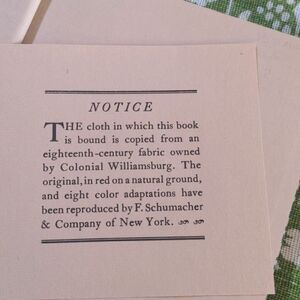 NOTICE
THE cloth in which this book
is bound is copied from an
eighteenth-century fabric owned
by Colonial Williamsburg. The
original, in red on a natural ground,
and eight color adaptations have
been reproduced by F. Schumacher
& Company of New York.